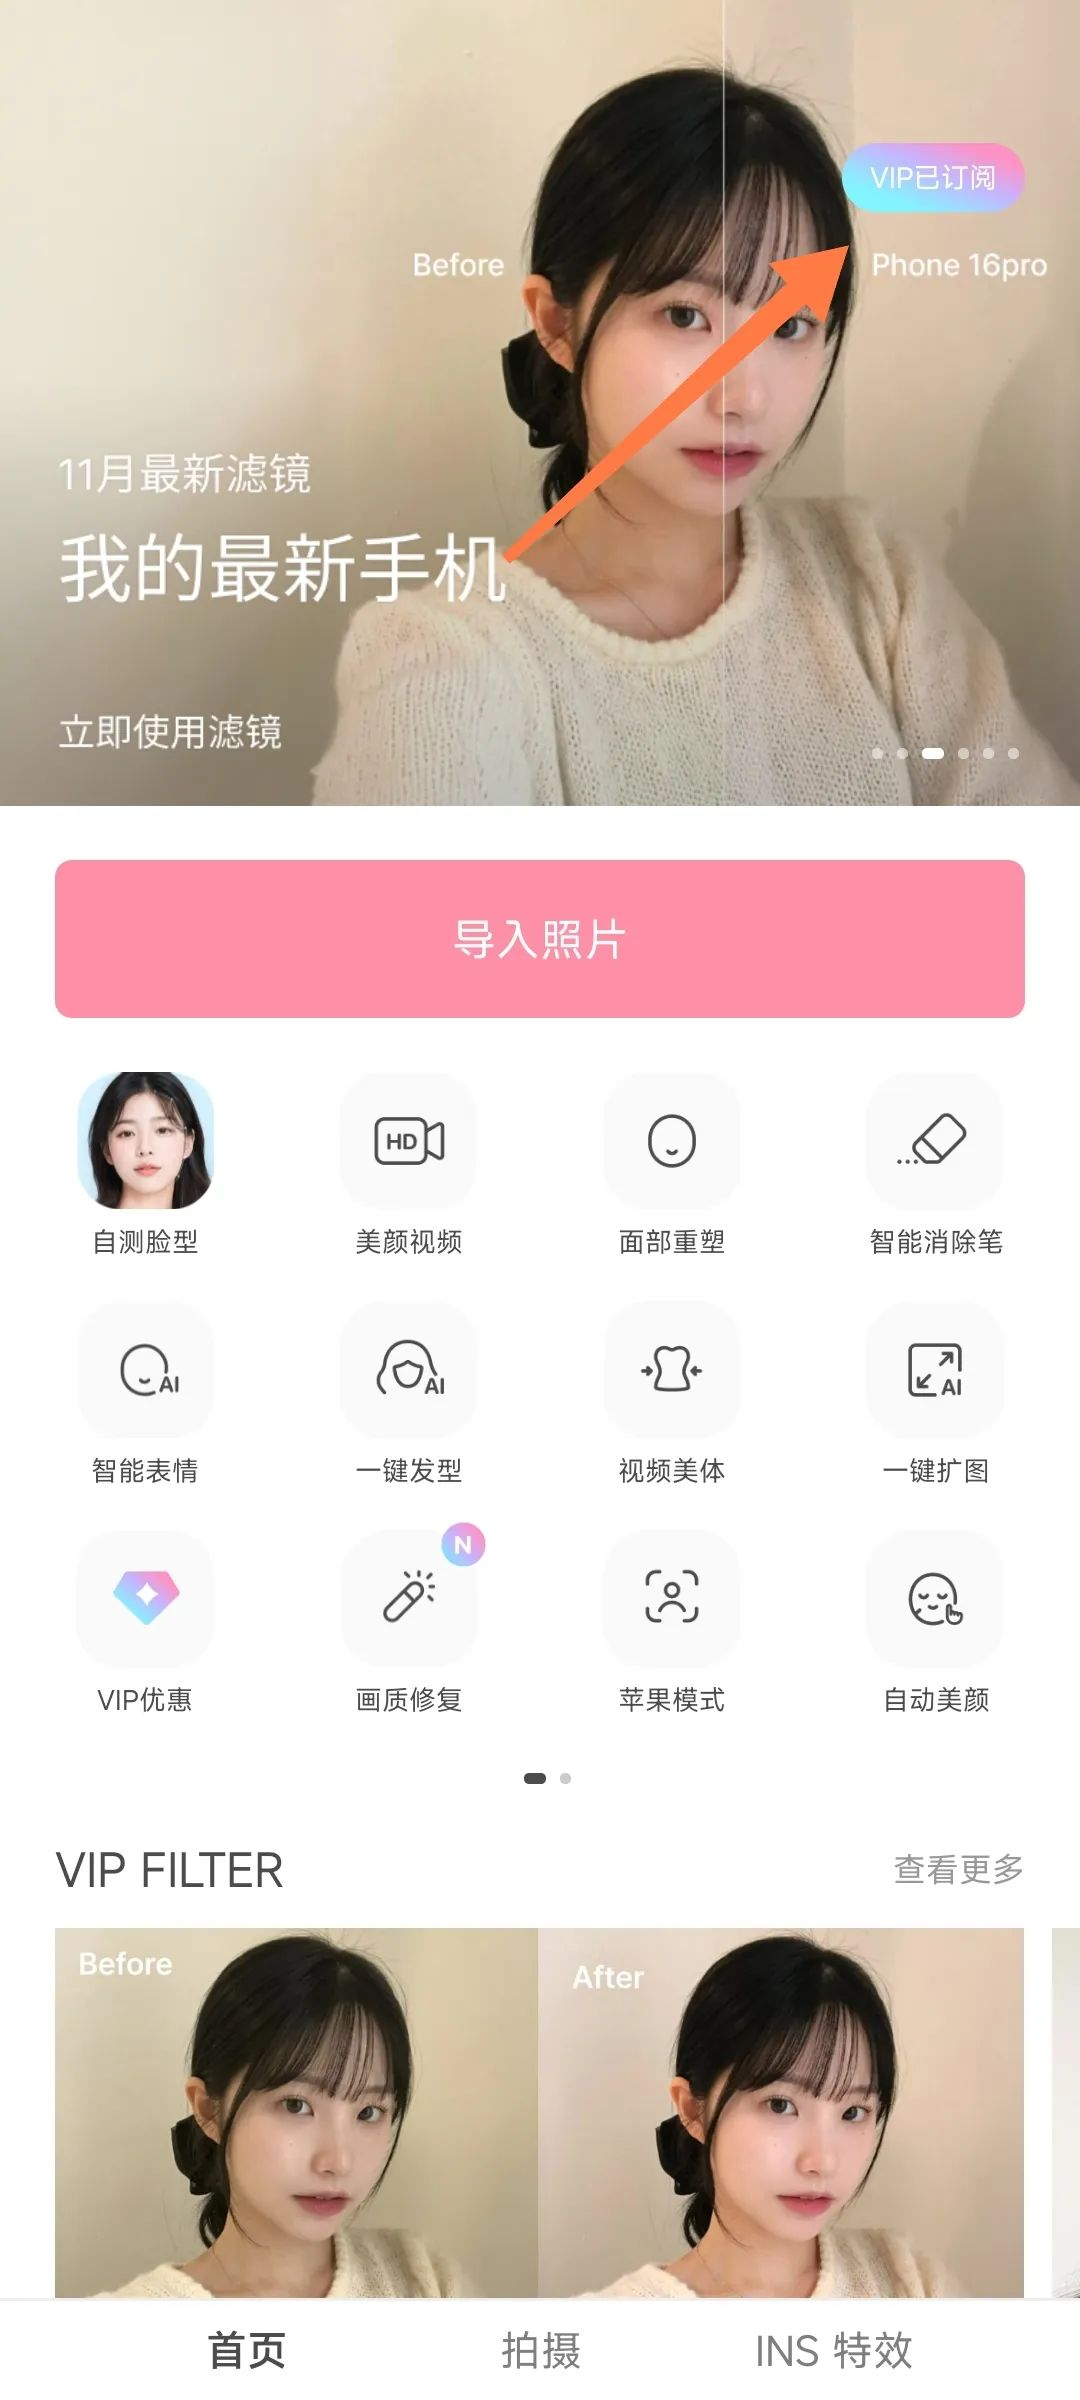 VIP已订阅
Before
Phone 16pro
11月最新滤镜
我的最新手机
立即使用滤镜
导入照片
HD
自测脸型
美颜视频
面部重塑
智能消除笔
AI
AI
AI
智能表情
一键发型
视频美体
一键扩图
N
VIP优惠
画质修复
苹果模式
自动美颜
VIP FILTER
查看更多
Before
After
首页
拍摄
INS 特效